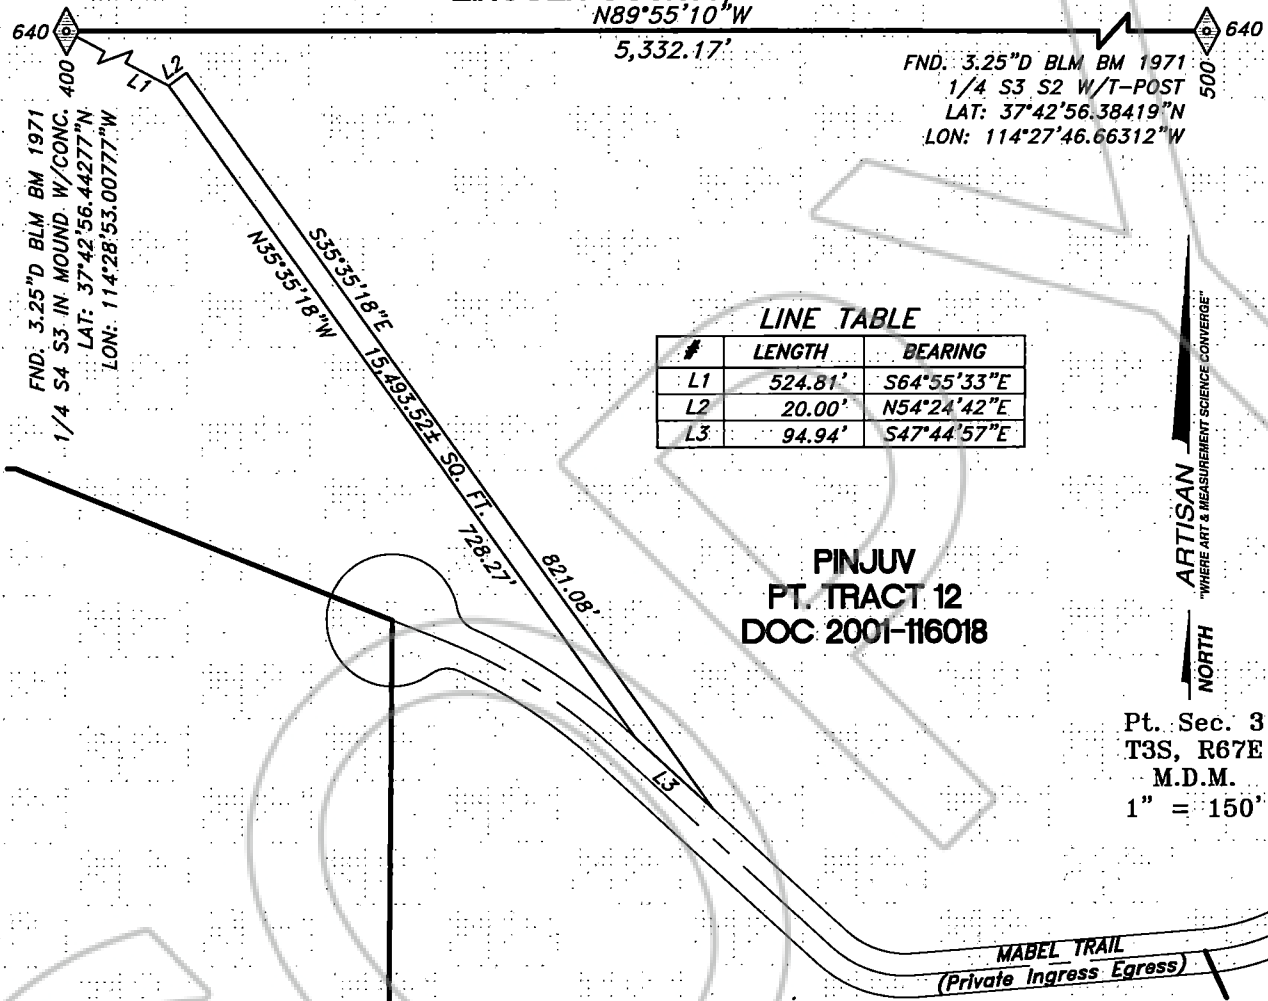 N89°55'10"W
5,332.17'
640
640
400
500
L1
L2
FND. 3.25"D BLM BM 1971
1/4 S3 S2 W/T-POST
LAT: 37°42'56.38419"N
LON: 114°27'46.66312"W
FND. 3.25"D BLM BM 1971
1/4 S4 S3 IN MOUND W/CONC.
LAT: 37°42'56.44277"N
LON: 114°28'53.00777"W
S35°35'18"E
N35°35'18"W
15,493.52± SQ. FT.
728.27'
821.08'
LINE TABLE
# LENGTH BEARING
L1 524.81' S64°55'33"E
L2 20.00' N54°24'42"E
L3 94.94' S47°44'57"E
PINJUV
PT. TRACT 12
DOC 2001-116018
L3
ARTISAN
"WHERE ART & MEASUREMENT SCIENCE CONVERGE"
NORTH
Pt. Sec. 3
T3S, R67E
M.D.M.
1" = 150'
MABEL TRAIL
(Private Ingress Egress)